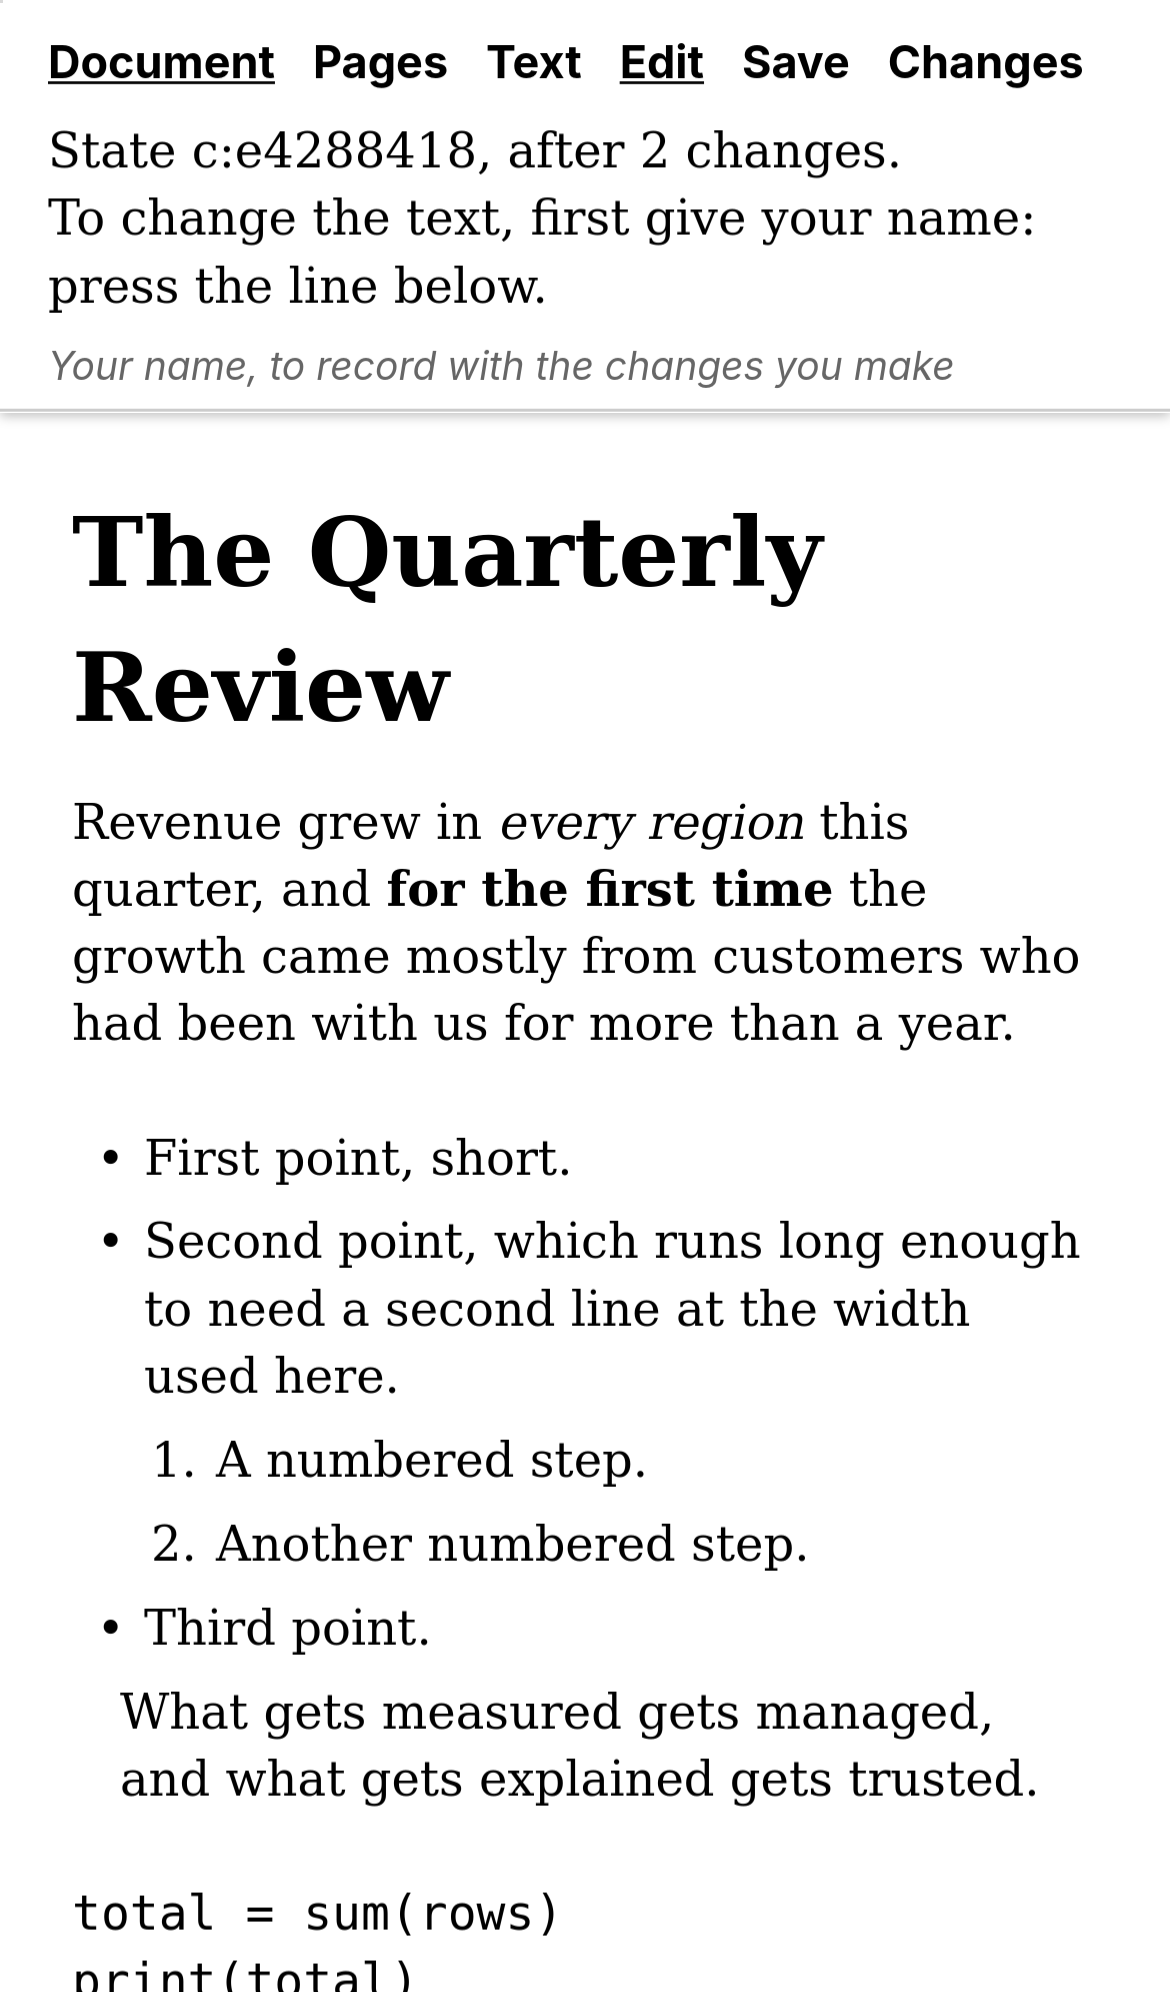 Document Pages Text Edit Save Changes
State c:e4288418, after 2 changes.
To change the text, first give your name:
press the line below.
Your name, to record with the changes you make
The Quarterly
Review
Revenue grew in every region this
quarter, and for the first time the
growth came mostly from customers who
had been with us for more than a year.
• First point, short.
• Second point, which runs long enough
to need a second line at the width
used here.
1. A numbered step.
2. Another numbered step.
• Third point.
What gets measured gets managed,
and what gets explained gets trusted.
total = sum(rows)
print(total)